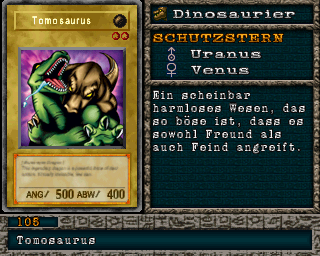 Tomosaurus
ANG/ 500 ABW/ 400
Dinosaurier
SCHUTZSTERN
Uranus
Venus
Ein scheinbar
harmloses Wesen, das
so böse ist, dass es
sowohl Freund als
auch Feind angreift.
105
Tomosaurus